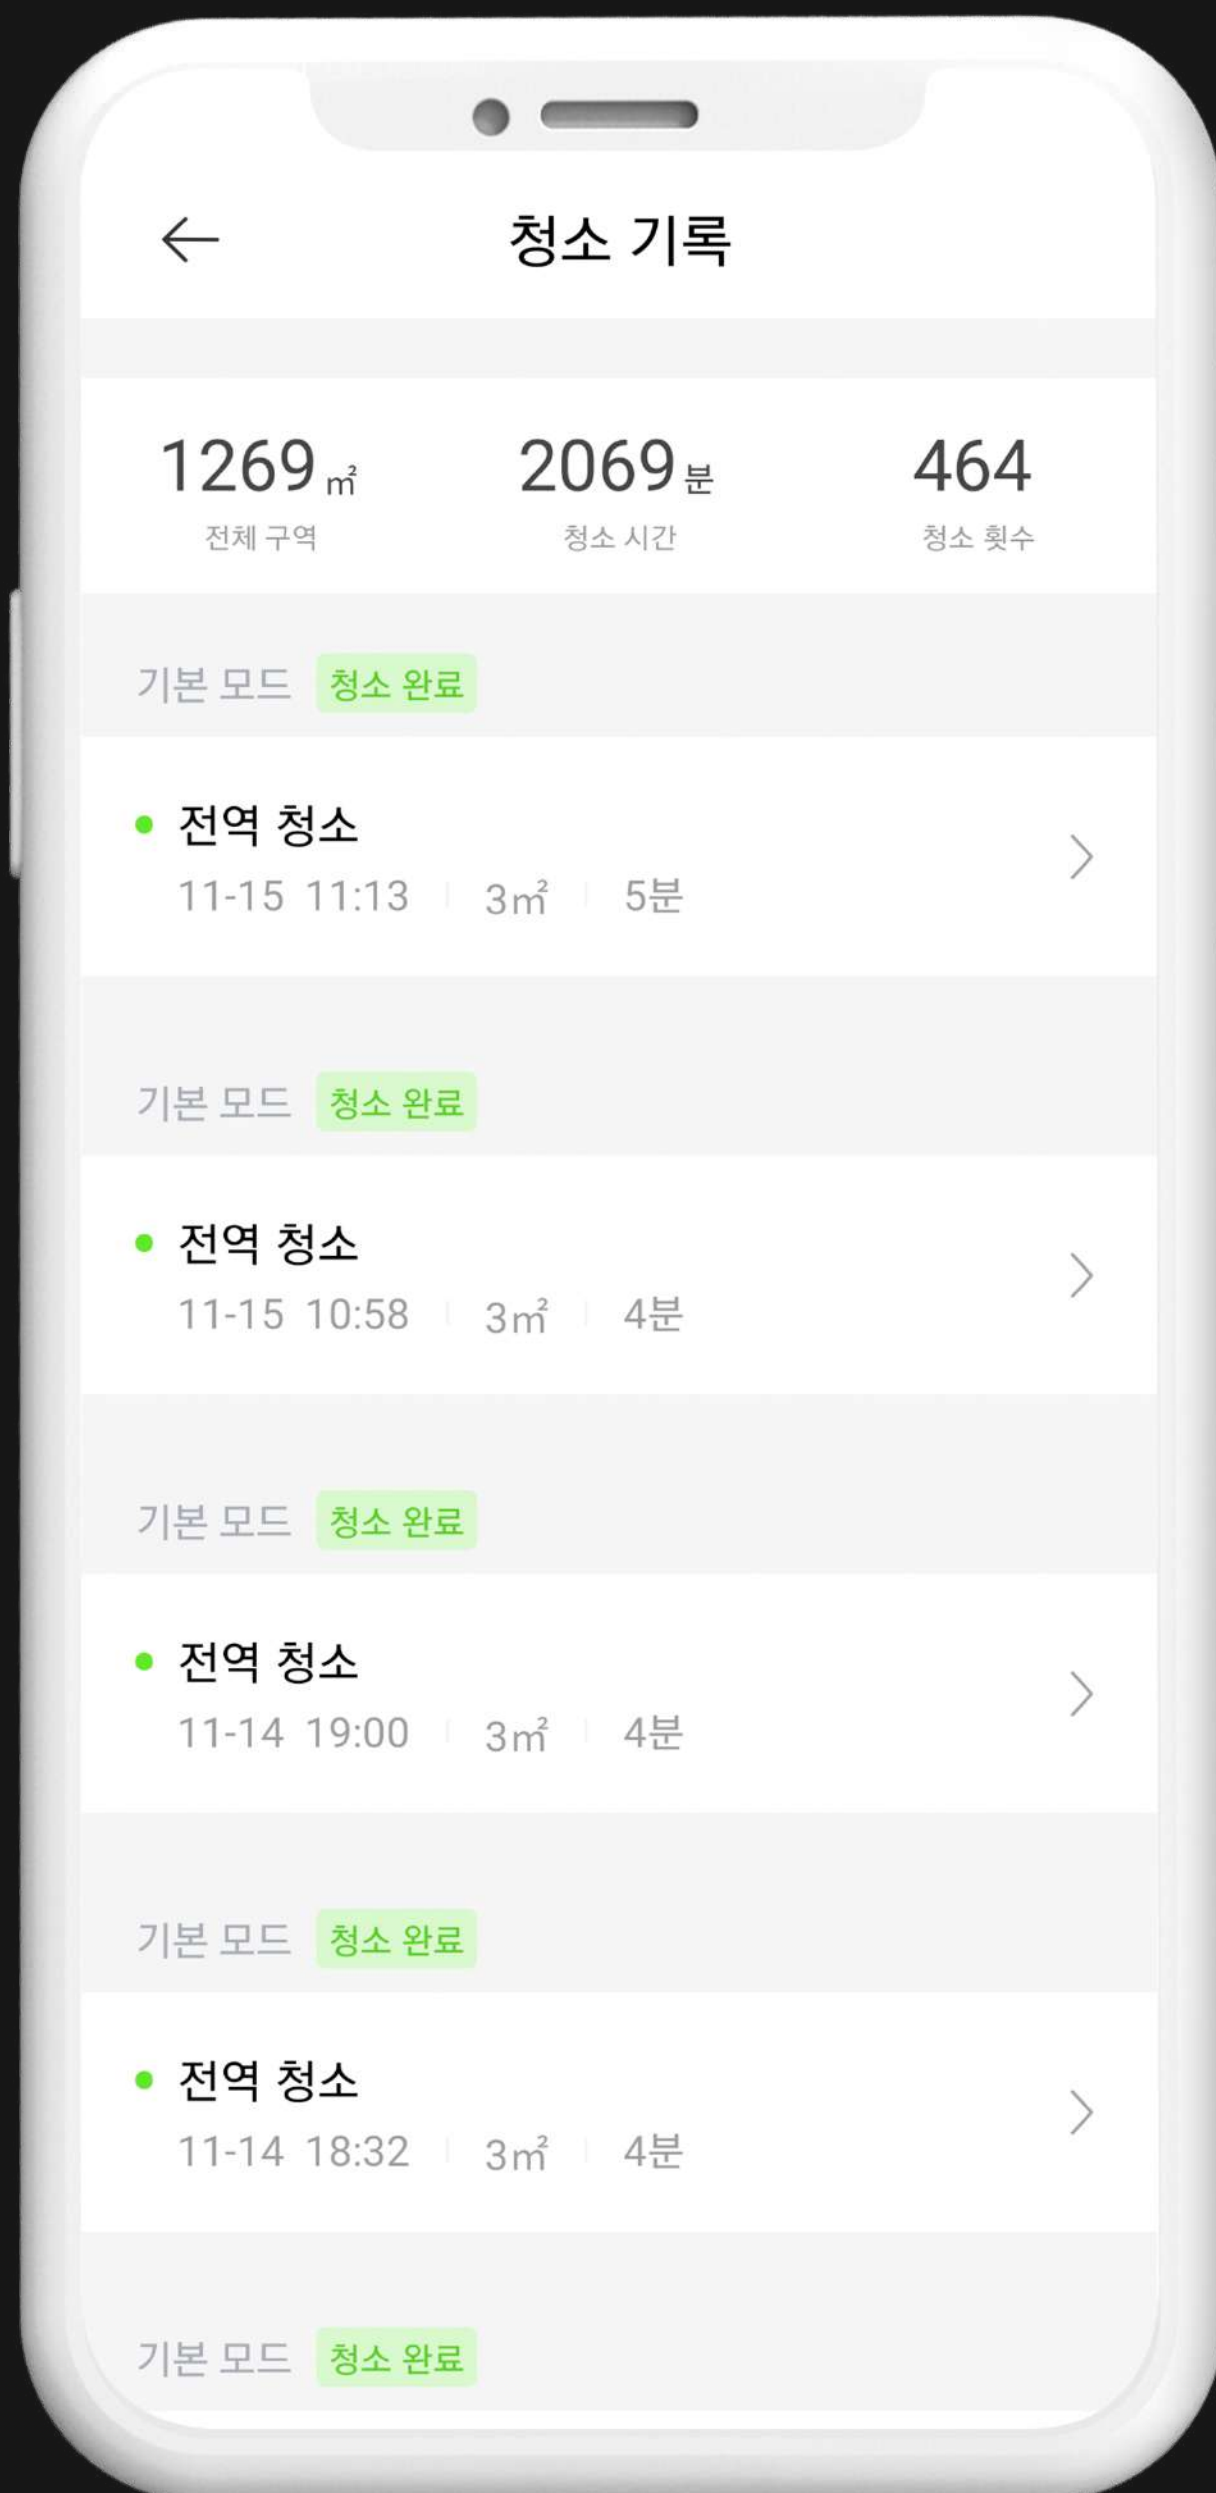 청소 기록
1269㎡ 2069분 464
전체 구역 청소 시간 청소 횟수
기본 모드 청소 완료
전역 청소
11-15 11:13 3㎡ 5분
기본 모드 청소 완료
전역 청소
11-15 10:58 3㎡ 4분
기본 모드 청소 완료
전역 청소
11-14 19:00 3㎡ 4분
기본 모드 청소 완료
전역 청소
11-14 18:32 3㎡ 4분
기본 모드 청소 완료